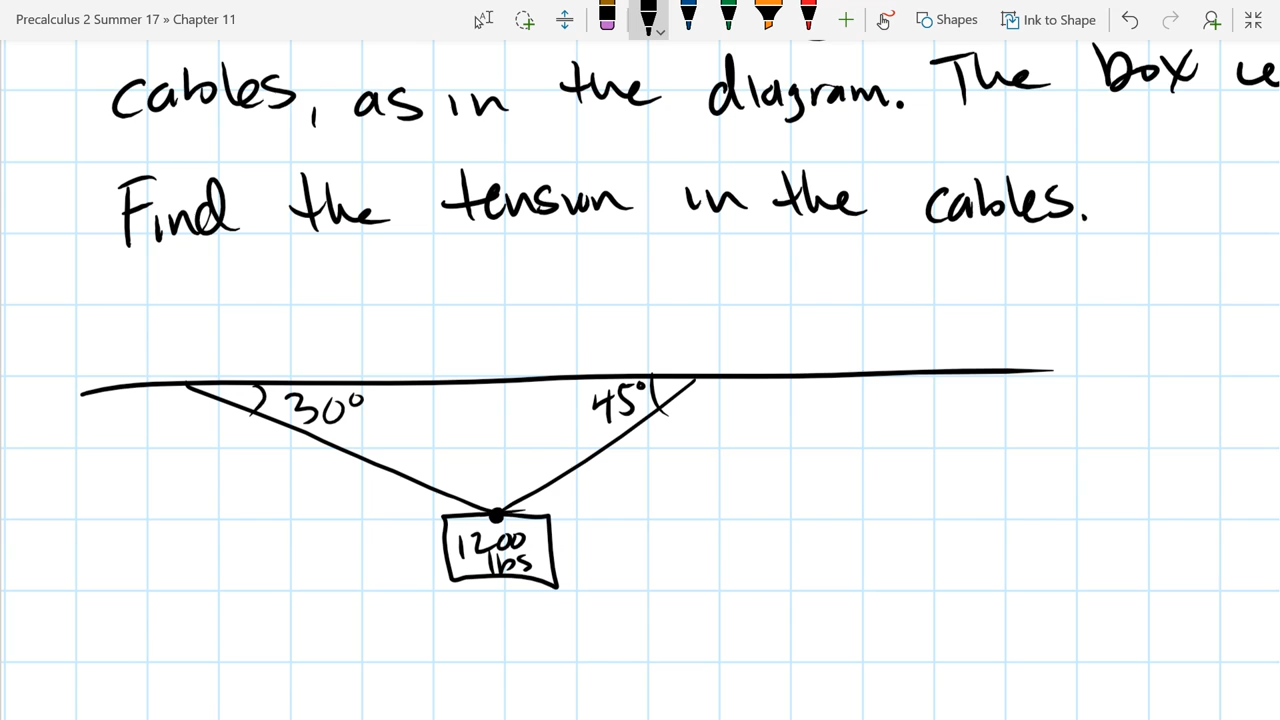 Precalculus 2 Summer 17 » Chapter 11
Shapes
Ink to Shape
cables, as in the diagram. The box
Find the tension in the cables.
30°
45°
1200
lbs